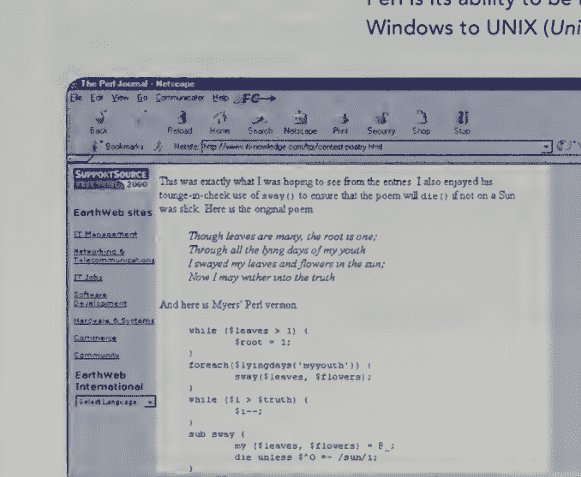 Perl is its ability to be
Windows to UNIX (Uni
The Perl Journal - Netscape
File Edit View Go Communicator Help
Back Reload Home Search Netscape Print Security Shop Stop
Bookmarks Netsite:
SUPPORTSOURCE
2000
EarthWeb sites
IT Management
Networking &
Telecommunications
IT Jobs
Software
Development
Hardware & Systems
Commerce
Community
EarthWeb
International
Select Language
This was exactly what I was hoping to see from the entries. I also enjoyed his
tounge-in-cheek use of sway() to ensure that the poem will die() if not on a Sun
was slick. Here is the original poem
Though leaves are many, the root is one;
Through all the lying days of my youth
I swayed my leaves and flowers in the sun;
Now I may wither into the truth
And here is Myers' Perl version
while ($leaves > 1) {
$root = 1;
}
foreach($lyingdays('myyouth')) {
sway($leaves, $flowers);
}
while ($i > $truth) {
$i--;
}
sub sway {
my ($leaves, $flowers) = @_;
die unless $^O =~ /sun/i;
}